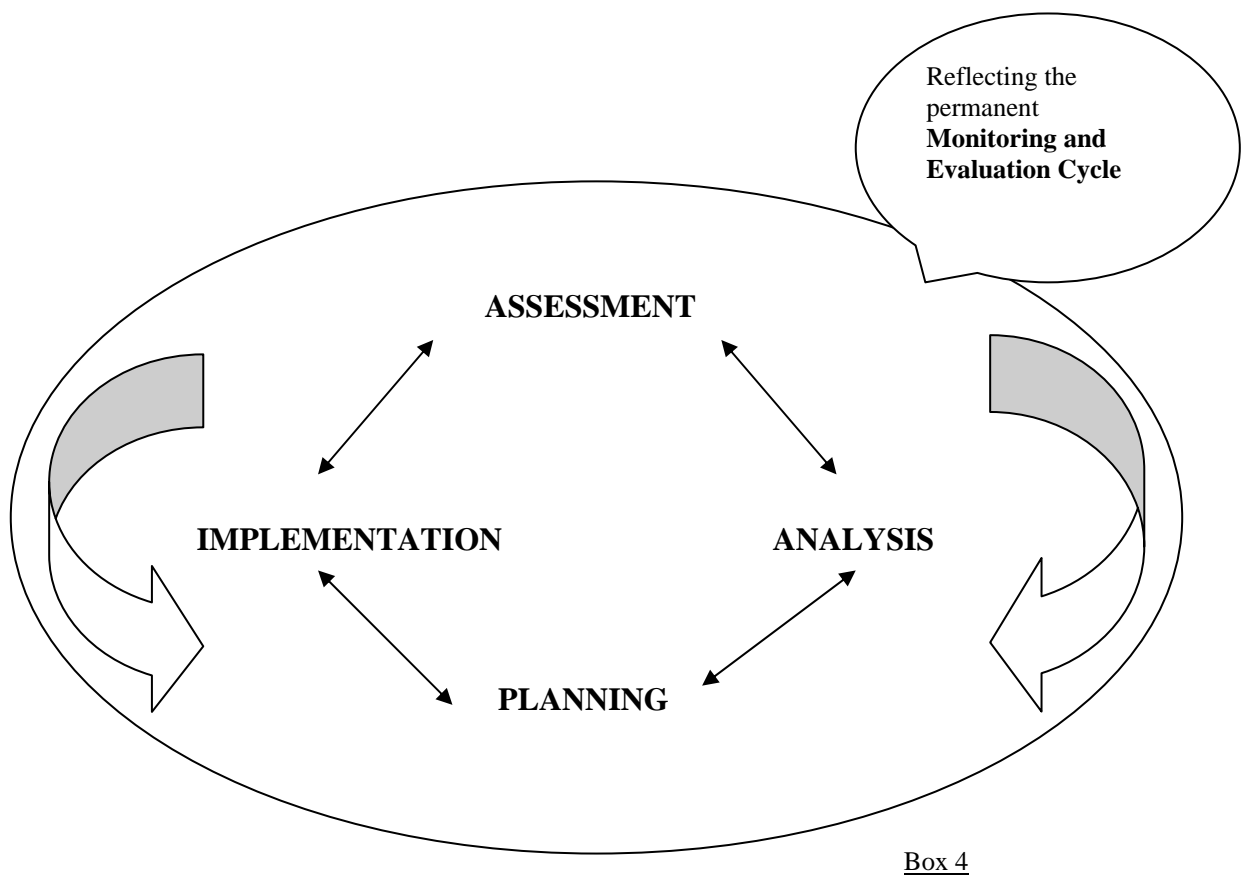 Reflecting the
permanent
Monitoring and
Evaluation Cycle
ASSESSMENT
IMPLEMENTATION
ANALYSIS
PLANNING
Box 4